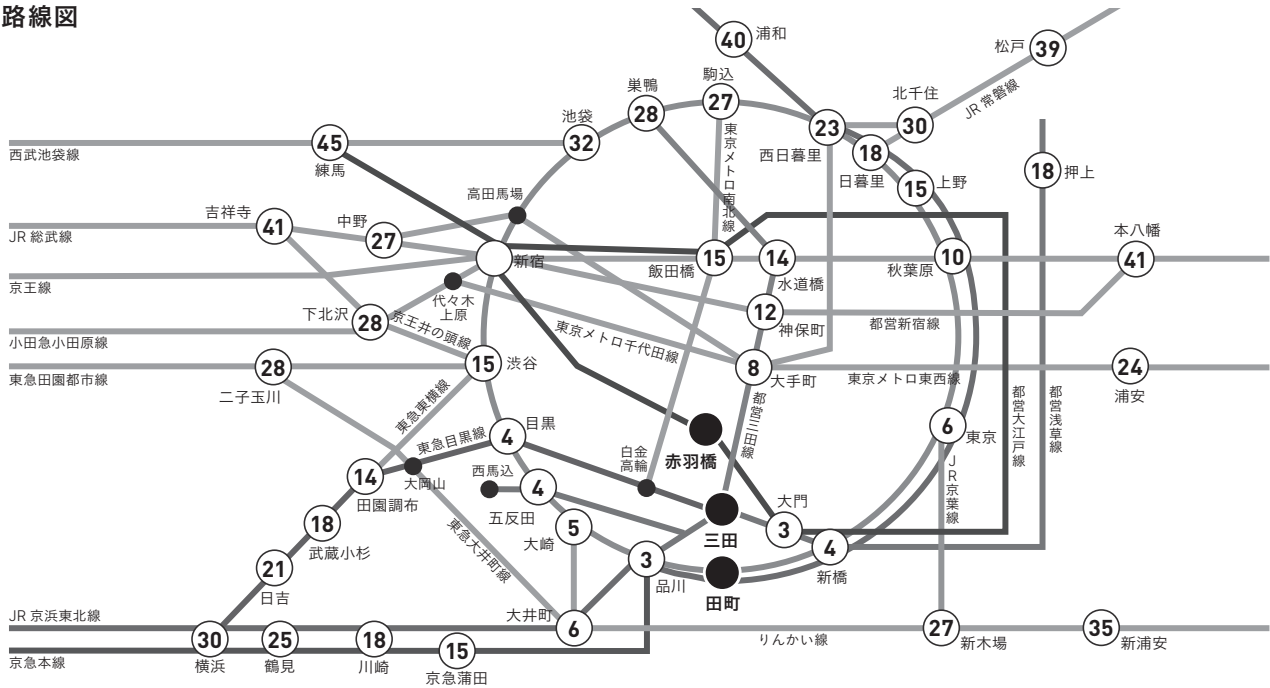 路線図
40
浦和
松戸
39
駒込
27
巣鴨
28
北千住
30
JR 常磐線
池袋
32
23
西日暮里
18
日暮里
45
練馬
西武池袋線
東京メトロ南北線
18
押上
15
上野
高田馬場
吉祥寺
41
中野
27
JR 総武線
新宿
飯田橋
15
14
水道橋
秋葉原
10
本八幡
41
京王線
代々木
上原
下北沢
28
京王井の頭線
12
神保町
都営新宿線
東京メトロ千代田線
小田急小田原線
28
二子玉川
東急田園都市線
15
渋谷
8
大手町
東京メトロ東西線
24
浦安
都営三田線
都営大江戸線
都営浅草線
東急東横線
東急目黒線
4
目黒
6
東京
JR京葉線
赤羽橋
白金
高輪
西馬込
14
田園調布
大岡山
4
五反田
大門
3
18
武蔵小杉
5
大崎
三田
4
新橋
東急大井町線
21
日吉
3
品川
田町
JR 京浜東北線
大井町
6
りんかい線
27
新木場
35
新浦安
京急本線
30
横浜
25
鶴見
18
川崎
15
京急蒲田